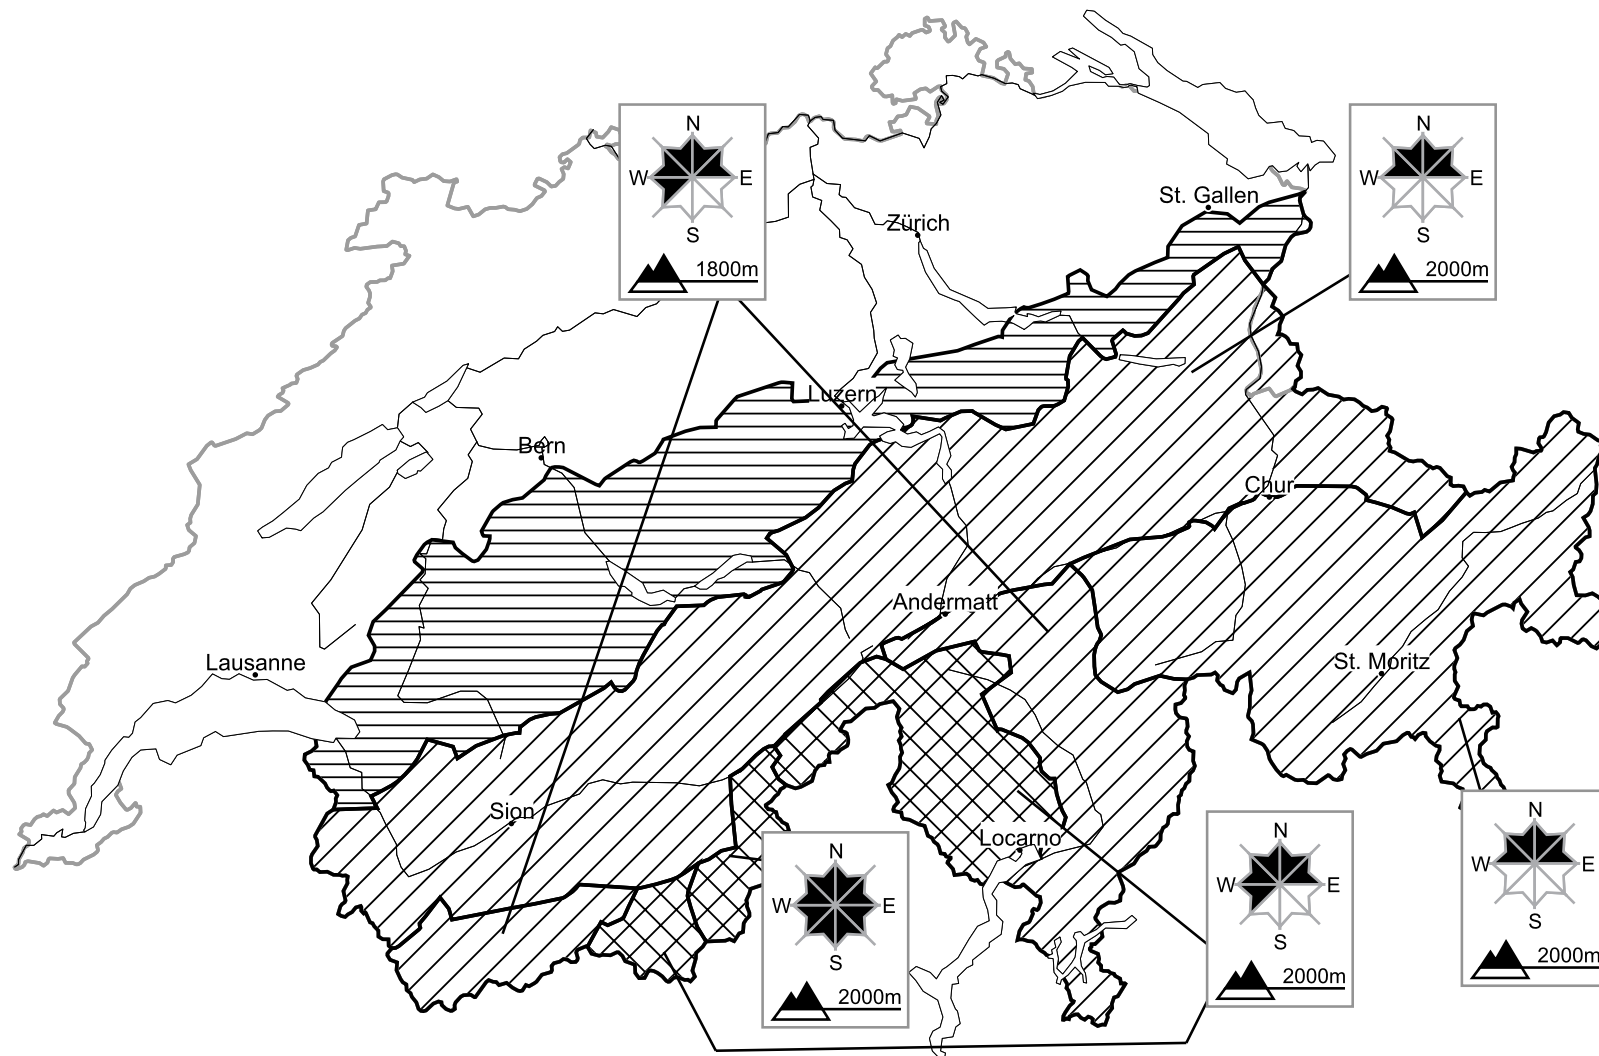 N
W E
S
1800m
N
W E
S
2000m
St. Gallen
Zürich
Luzern
Bern
Chur
Andermatt
Lausanne
St. Moritz
Sion
Locarno
N
W E
S
2000m
N
W E
S
2000m
N
W E
S
2000m